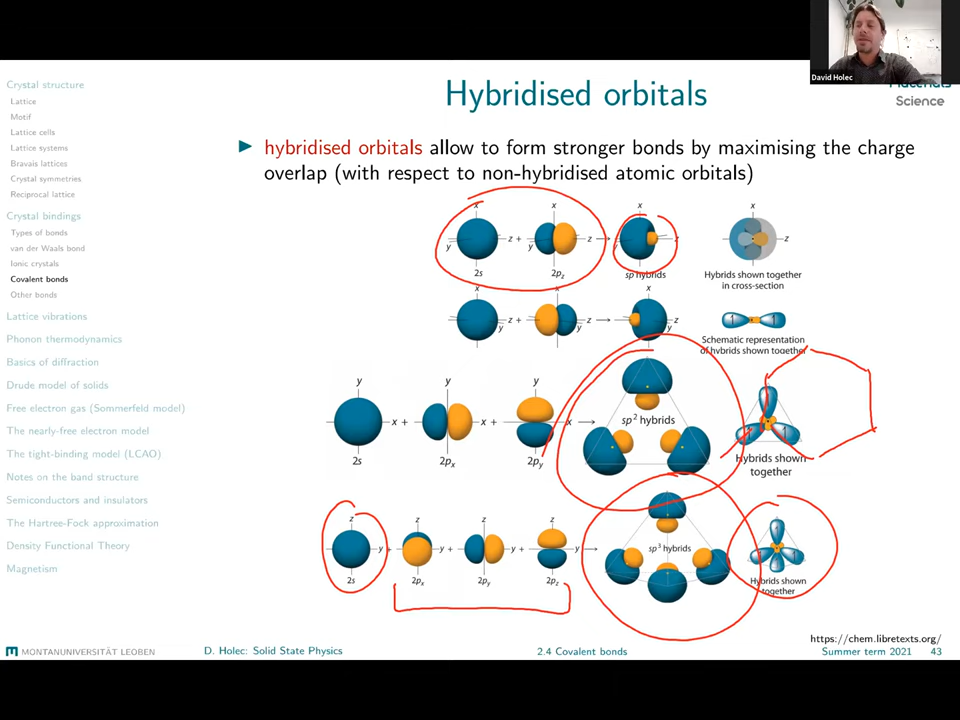 David Holec
Materials
Science
Crystal structure
Lattice
Motif
Lattice cells
Lattice systems
Bravais lattices
Crystal symmetries
Reciprocal lattice
Crystal bindings
Types of bonds
van der Waals bond
Ionic crystals
Covalent bonds
Other bonds
Lattice vibrations
Phonon thermodynamics
Basics of diffraction
Drude model of solids
Free electron gas (Sommerfeld model)
The nearly-free electron model
The tight-binding model (LCAO)
Notes on the band structure
Semiconductors and insulators
The Hartree-Fock approximation
Density Functional Theory
Magnetism
Hybridised orbitals
hybridised orbitals allow to form stronger bonds by maximising the charge
overlap (with respect to non-hybridised atomic orbitals)
x x x x
y z + y z z z
2s 2pz sp hybrids Hybrids shown together
in cross-section
x x x
z + y z y z y
Schematic representation
of hybrids shown together
y y y
x + x + x
sp² hybrids
2s 2px 2py
Hybrids shown
together
z z z z
y + y + y + y
sp³ hybrids
2s 2px 2py 2pz
Hybrids shown
together
https://chem.libretexts.org/
MONTANUNIVERSITÄT LEOBEN
D. Holec: Solid State Physics
2.4 Covalent bonds
Summer term 2021 43